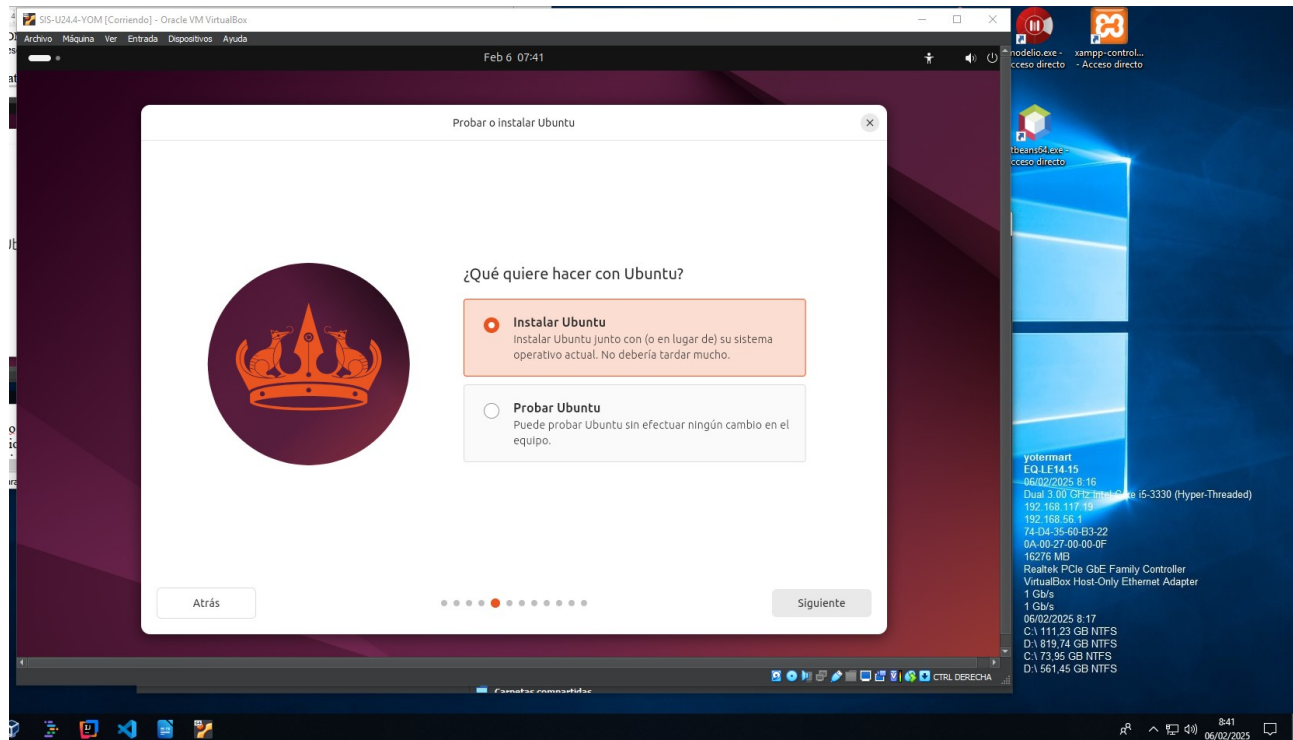 SIS-U24.4-YOM [Corriendo] - Oracle VM VirtualBox
Archivo Máquina Ver Entrada Dispositivos Ayuda
Feb 6 07:41
Probar o instalar Ubuntu
¿Qué quiere hacer con Ubuntu?
Instalar Ubuntu
Instalar Ubuntu junto con (o en lugar de) su sistema
operativo actual. No debería tardar mucho.
Probar Ubuntu
Puede probar Ubuntu sin efectuar ningún cambio en el
equipo.
Atrás
Siguiente
CTRL DERECHA
Carpetas compartidas
modelio.exe -
cceso directo
xampp-control...
- Acceso directo
tbeans64.exe -
cceso directo
yotermart
EQ-LE14-15
06/02/2025 8:16
Dual 3.00 GHz Intel Core i5-3330 (Hyper-Threaded)
192.168.117.19
192.168.56.1
74-D4-35-60-B3-22
0A-00-27-00-00-0F
16276 MB
Realtek PCIe GbE Family Controller
VirtualBox Host-Only Ethernet Adapter
1 Gb/s
1 Gb/s
06/02/2025 8:17
C:\ 111,23 GB NTFS
D:\ 819,74 GB NTFS
C:\ 73,95 GB NTFS
D:\ 561,45 GB NTFS
8:41
06/02/2025